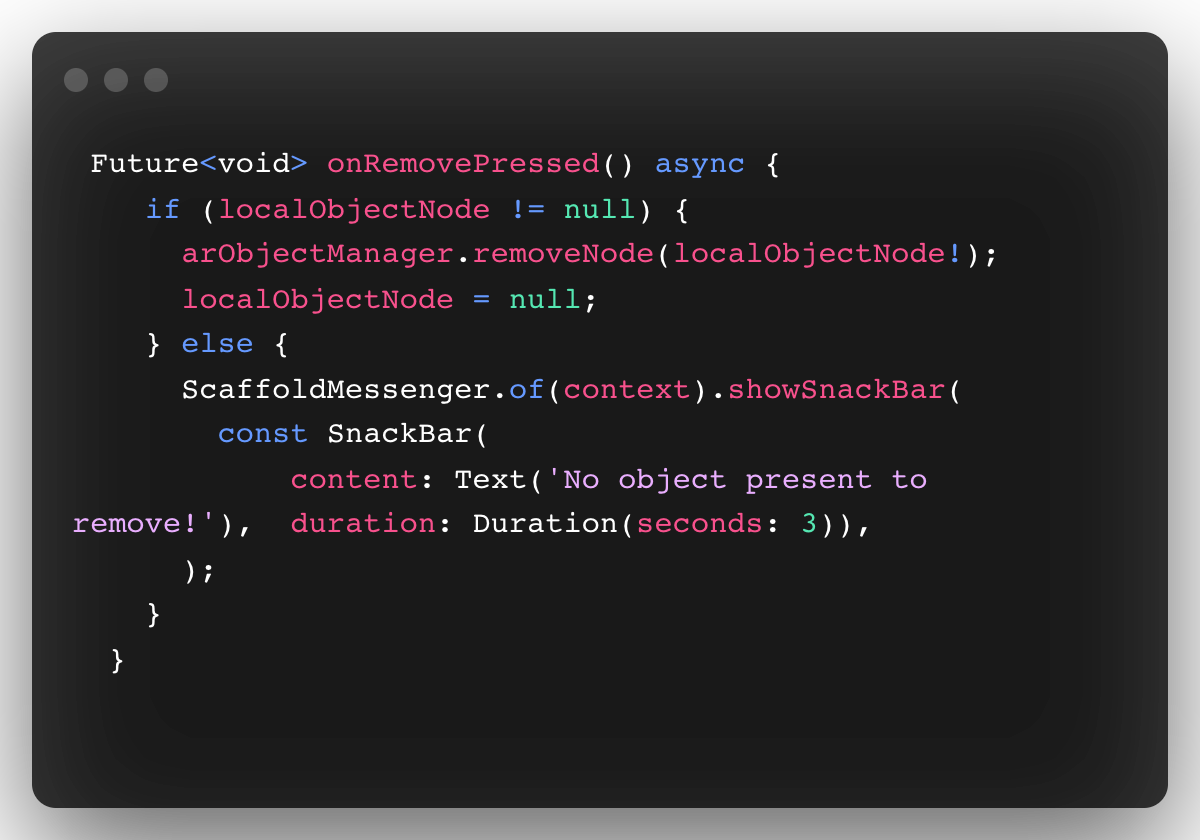 Future<void> onRemovePressed() async {
if (localObjectNode != null) {
arObjectManager.removeNode(localObjectNode!);
localObjectNode = null;
} else {
ScaffoldMessenger.of(context).showSnackBar(
const SnackBar(
content: Text('No object present to
remove!'),  duration: Duration(seconds: 3)),
);
}
}